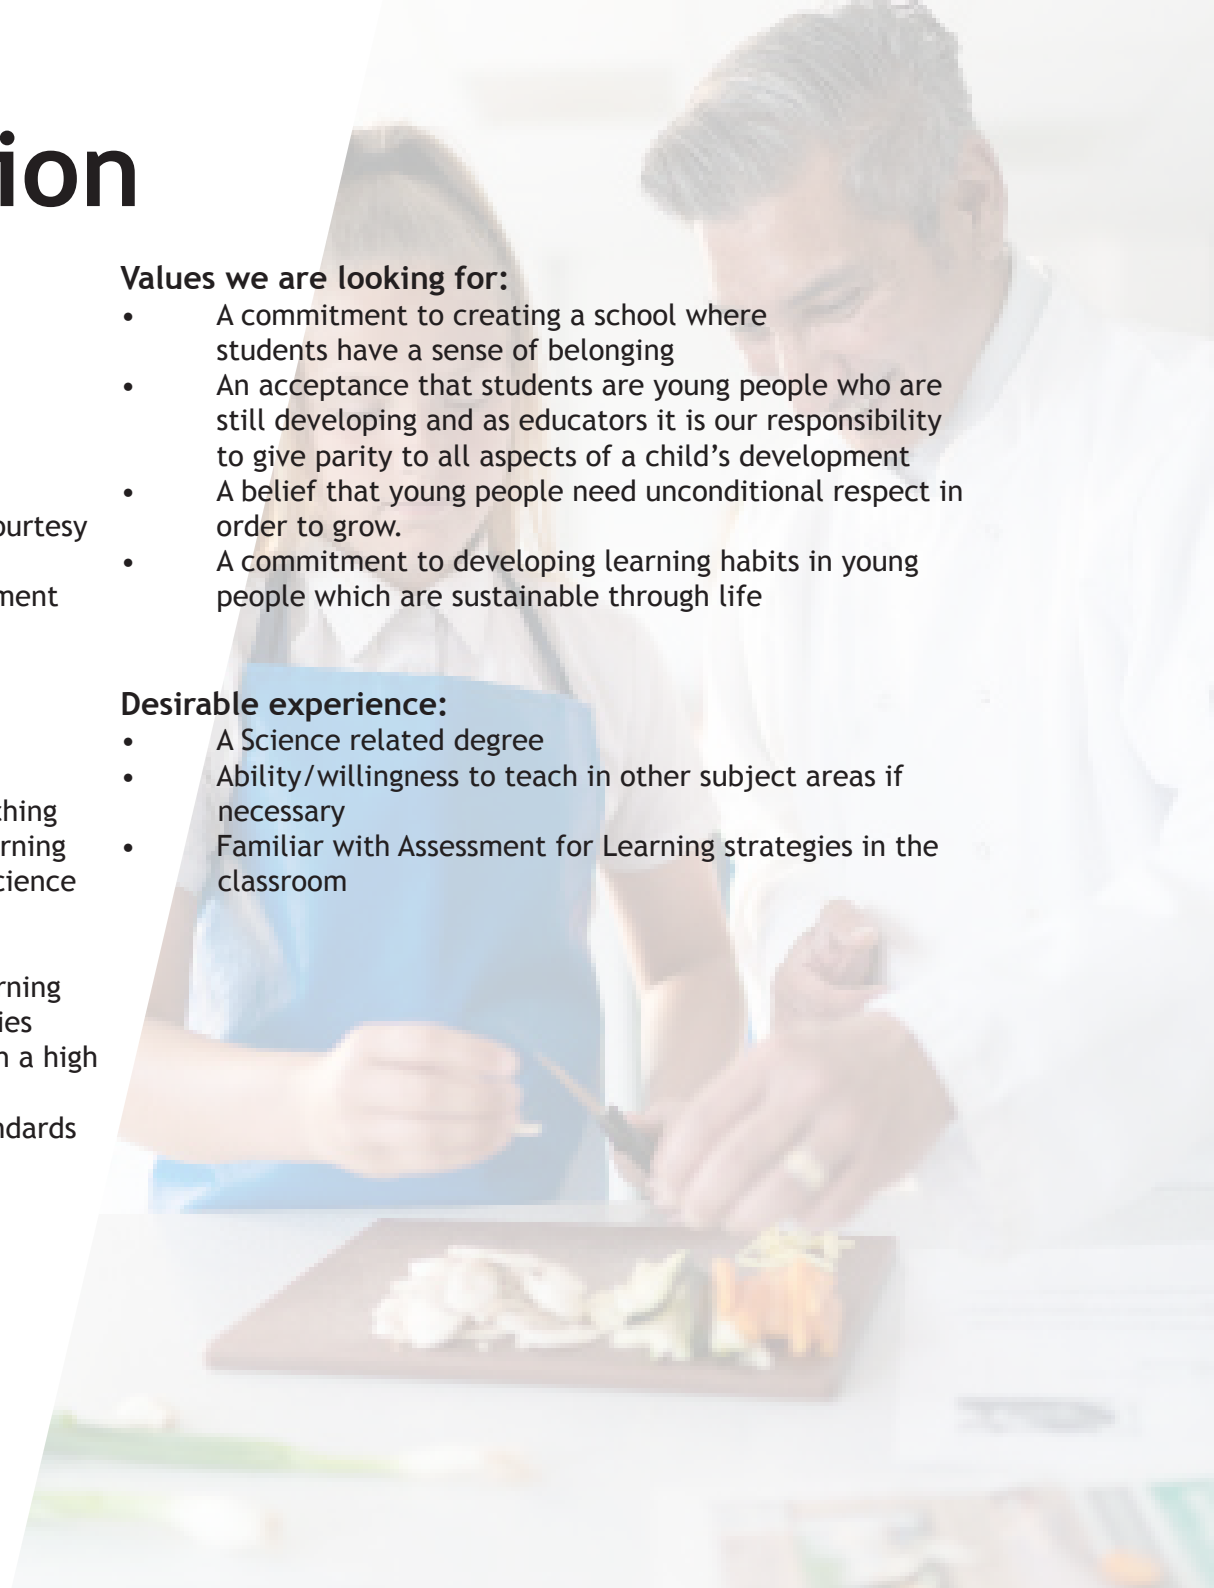 ion
ourtesy
ment
ching
rning
cience
rning
ies
n a high
ndards
Values we are looking for:
• A commitment to creating a school where
students have a sense of belonging
• An acceptance that students are young people who are
still developing and as educators it is our responsibility
to give parity to all aspects of a child’s development
• A belief that young people need unconditional respect in
order to grow.
• A commitment to developing learning habits in young
people which are sustainable through life
Desirable experience:
• A Science related degree
• Ability/willingness to teach in other subject areas if
necessary
• Familiar with Assessment for Learning strategies in the
classroom